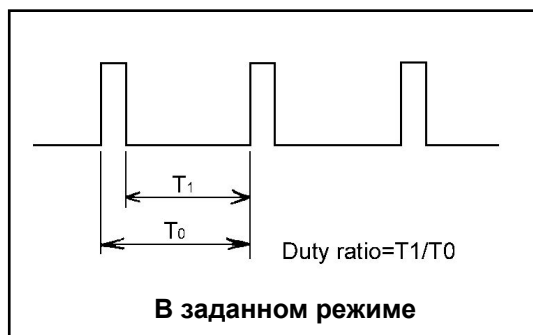 T1
T0
Duty ratio=T1/T0
В заданном режиме